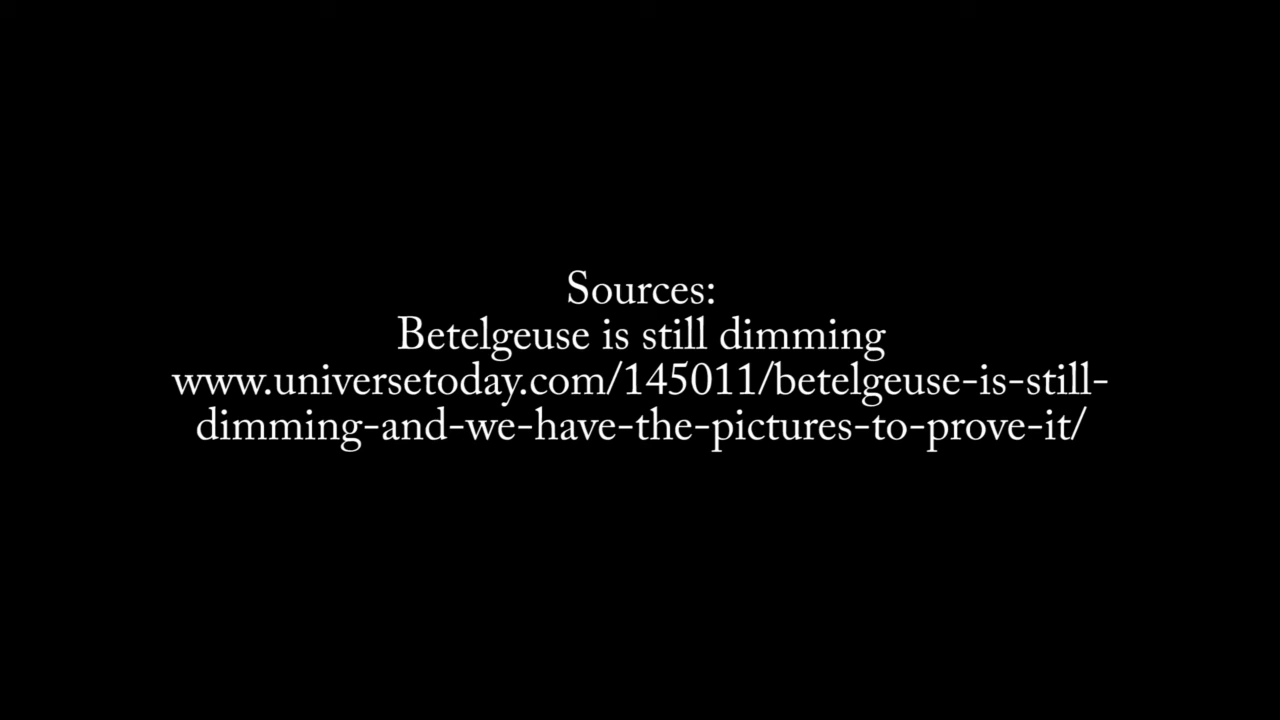 Sources:
Betelgeuse is still dimming
www.universetoday.com/145011/betelgeuse-is-still-
dimming-and-we-have-the-pictures-to-prove-it/